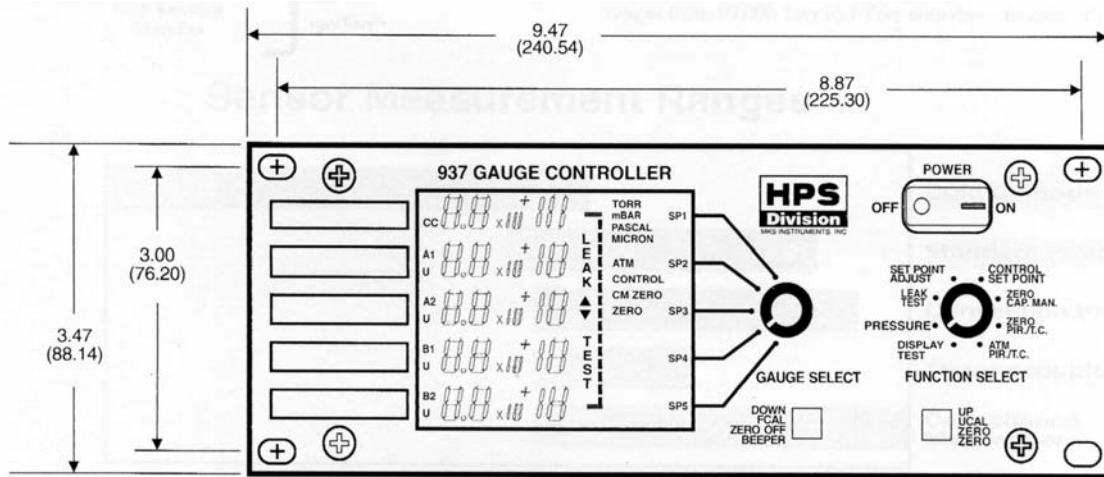 9.47
(240.54)
8.87
(225.30)
Sensor Measurement Ranges
3.47
(88.14)
3.00
(76.20)
937 GAUGE CONTROLLER
CC
A1
U
A2
U
B1
U
B2
U
LEAK
TEST
TORR
mBAR
PASCAL
MICRON
ATM
CONTROL
CM ZERO
ZERO
SP1
SP2
SP3
SP4
SP5
HPS
Division
MKS INSTRUMENTS, INC
GAUGE SELECT
DOWN
FCAL
ZERO OFF
BEEPER
POWER
OFF
ON
SET POINT
ADJUST
CONTROL
SET POINT
LEAK
TEST
ZERO
CAP. MAN.
PRESSURE
ZERO
PIR./T.C.
DISPLAY
TEST
ATM
PIR./T.C.
FUNCTION SELECT
UP
UCAL
ZERO
ZERO